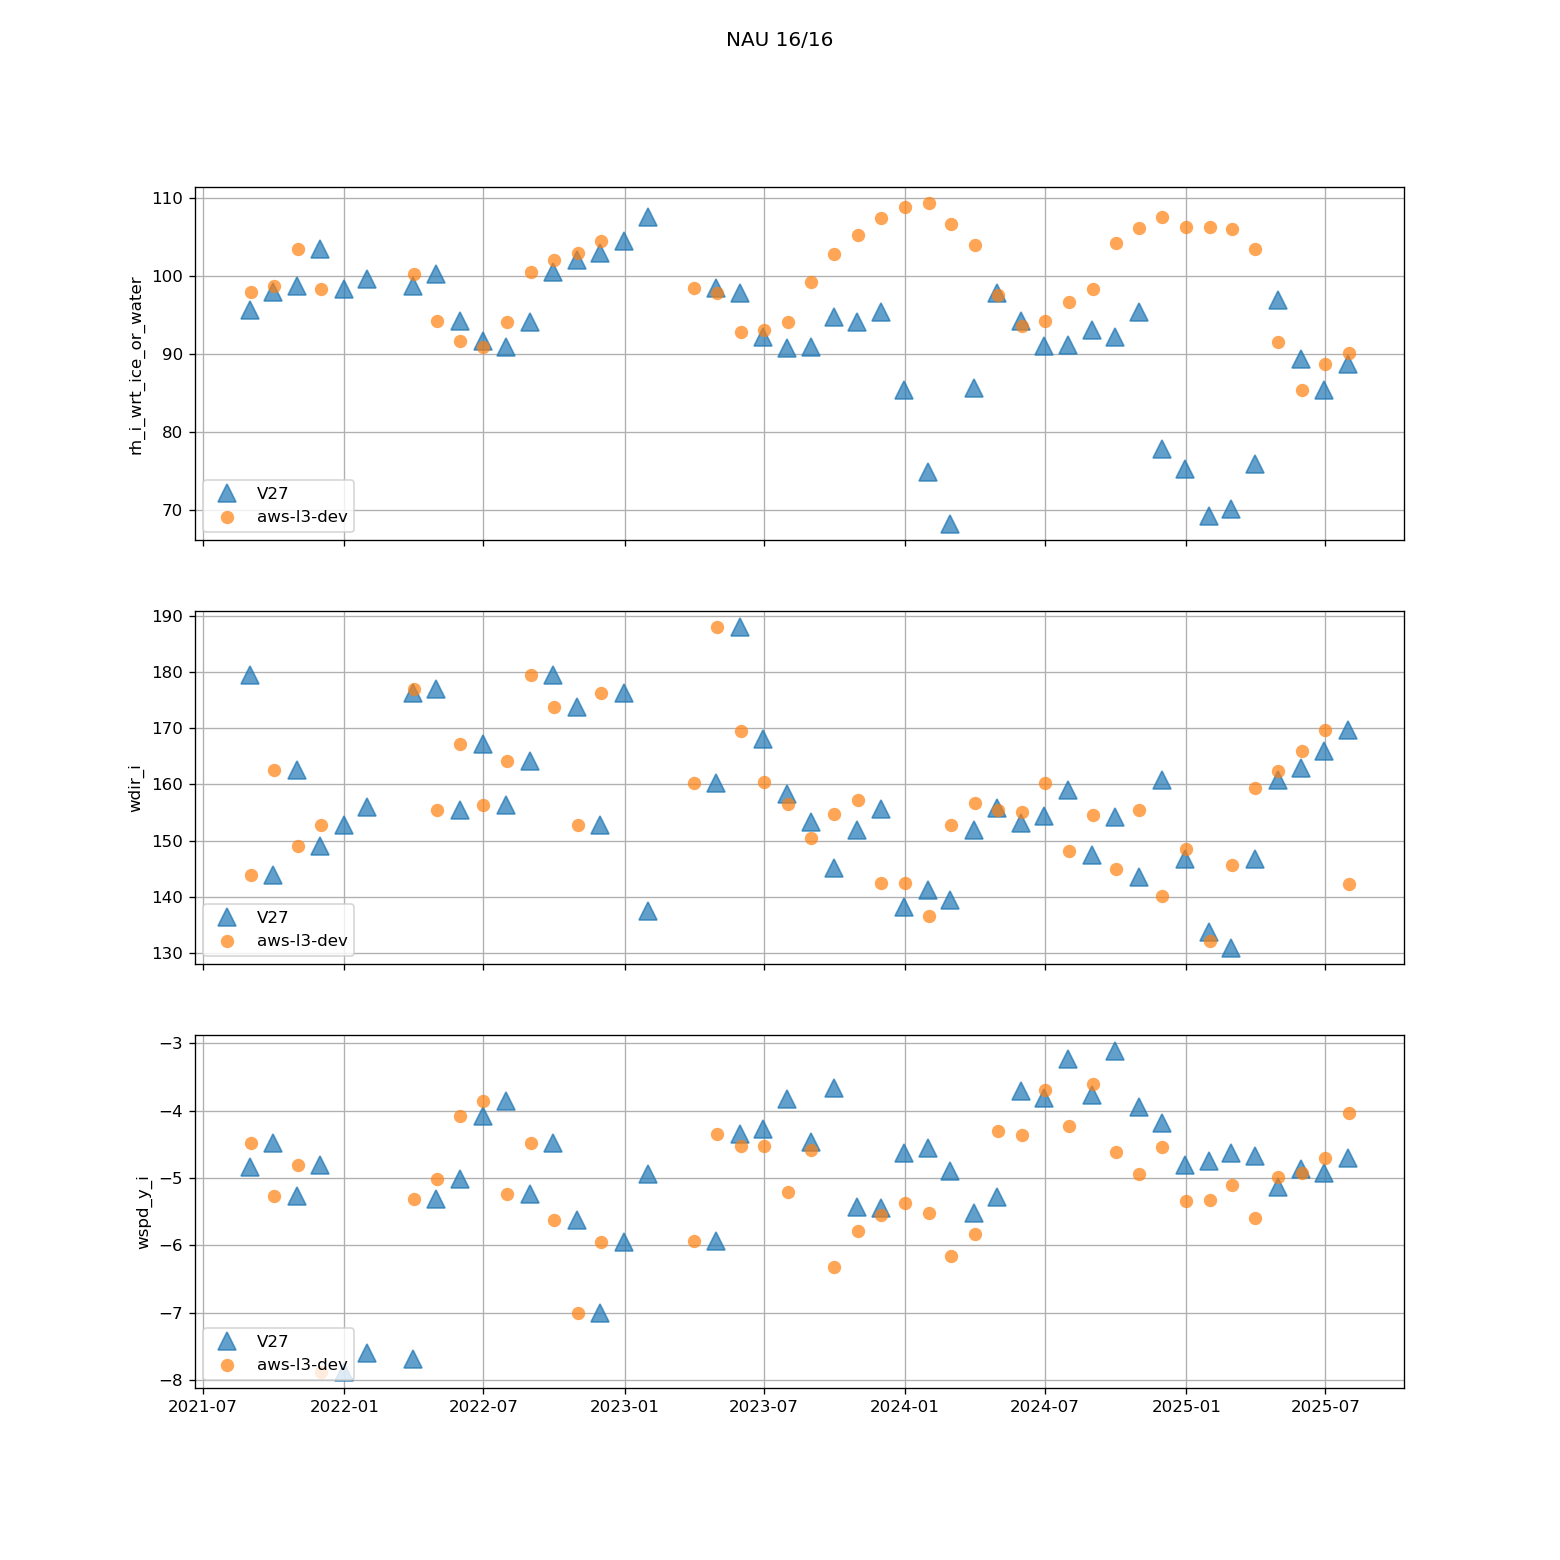 NAU 16/16
110
100
90
80
70
rh_i_wrt_ice_or_water
V27
aws-l3-dev
190
180
170
160
150
140
130
wdir_i
V27
aws-l3-dev
−3
−4
−5
−6
−7
−8
wspd_y_i
V27
aws-l3-dev
2021-07 2022-01 2022-07 2023-01 2023-07 2024-01 2024-07 2025-01 2025-07